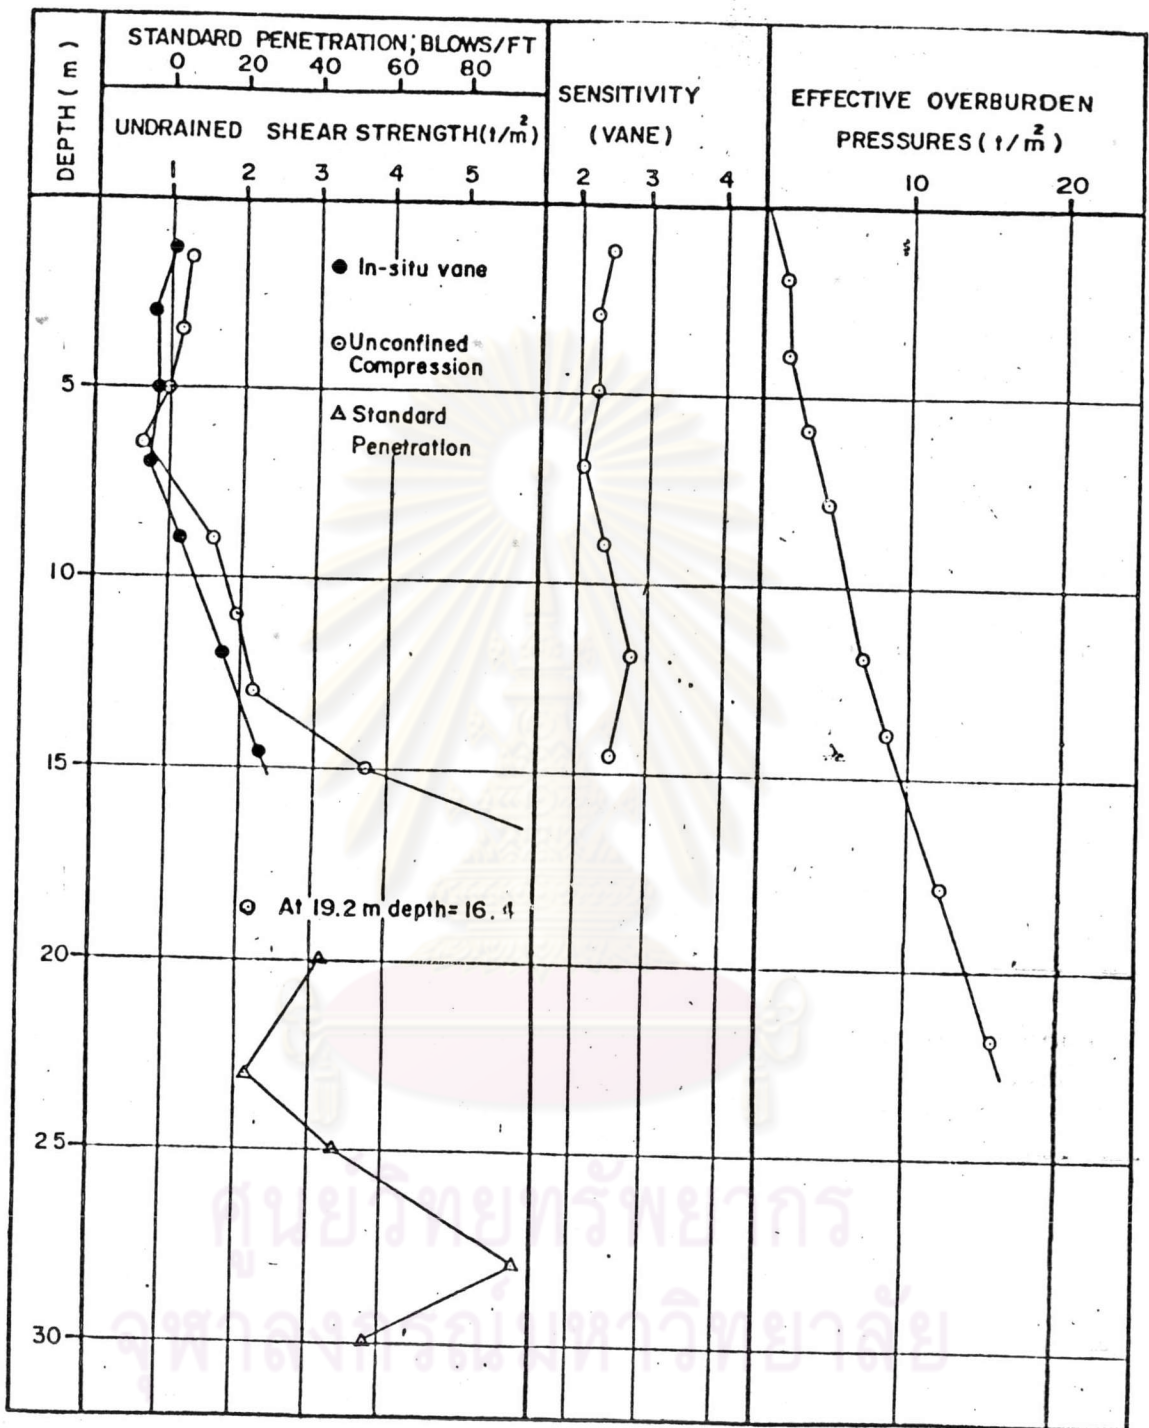 DEPTH ( m )
STANDARD PENETRATION; BLOWS/FT
0 20 40 60 80
UNDRAINED SHEAR STRENGTH (t/m²)
1 2 3 4 5
SENSITIVITY
(VANE)
2 3 4
EFFECTIVE OVERBURDEN
PRESSURES ( t/m² )
10 20
In-situ vane
Unconfined
Compression
Standard
Penetration
5
10
15
At 19.2 m depth = 16.4
20
25
30
ศูนย์วิทยทรัพยากร
จุฬาลงกรณ์มหาวิทยาลัย